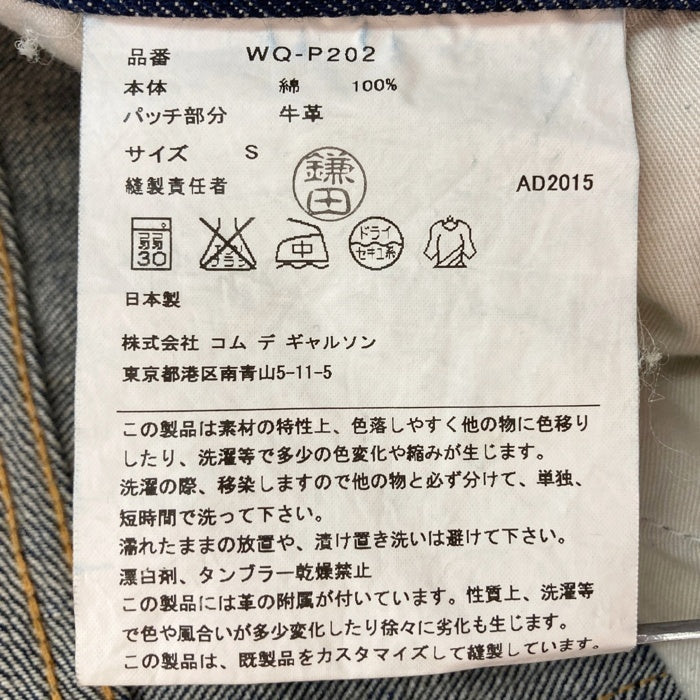 品番 WQ-P202
本体 綿 100%
パッチ部分 牛革
サイズ S
縫製責任者 鎌田 AD2015
弱 30 エンソサラシ 中 ドライ セキユ系
日本製
株式会社 コム デ ギャルソン
東京都港区南青山5-11-5
この製品は素材の特性上、色落しやすく他の物に色移り
したり、洗濯等で多少の色変化や縮みが生じます。
洗濯の際、移染しますので他の物と必ず分けて、単独、
短時間で洗って下さい。
濡れたままの放置や、漬け置き洗いは避けて下さい。
漂白剤、タンブラー乾燥禁止
この製品には革の附属が付いています。性質上、洗濯等
で色や風合いが多少変化したり徐々に劣化も生じます。
この製品は、既製品をカスタマイズして縫製しています。